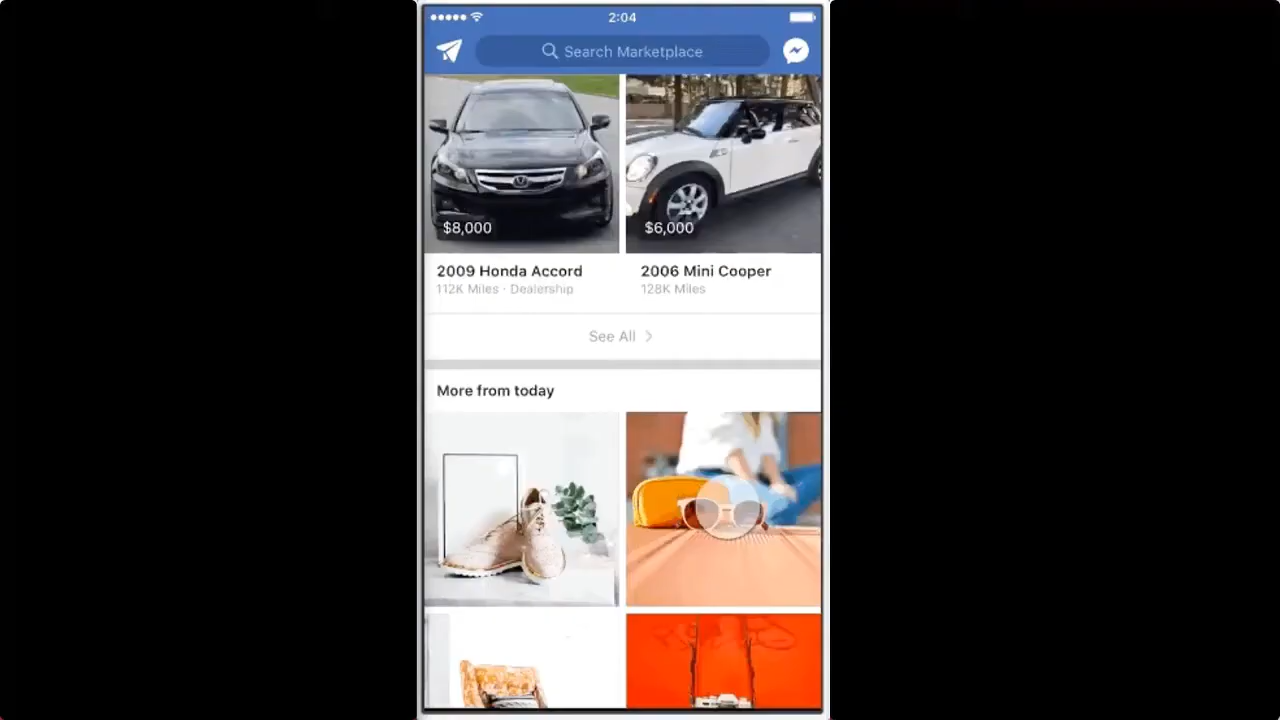 2:04
Search Marketplace
$8,000
$6,000
2009 Honda Accord
2006 Mini Cooper
112K Miles · Dealership
128K Miles
See All
More from today